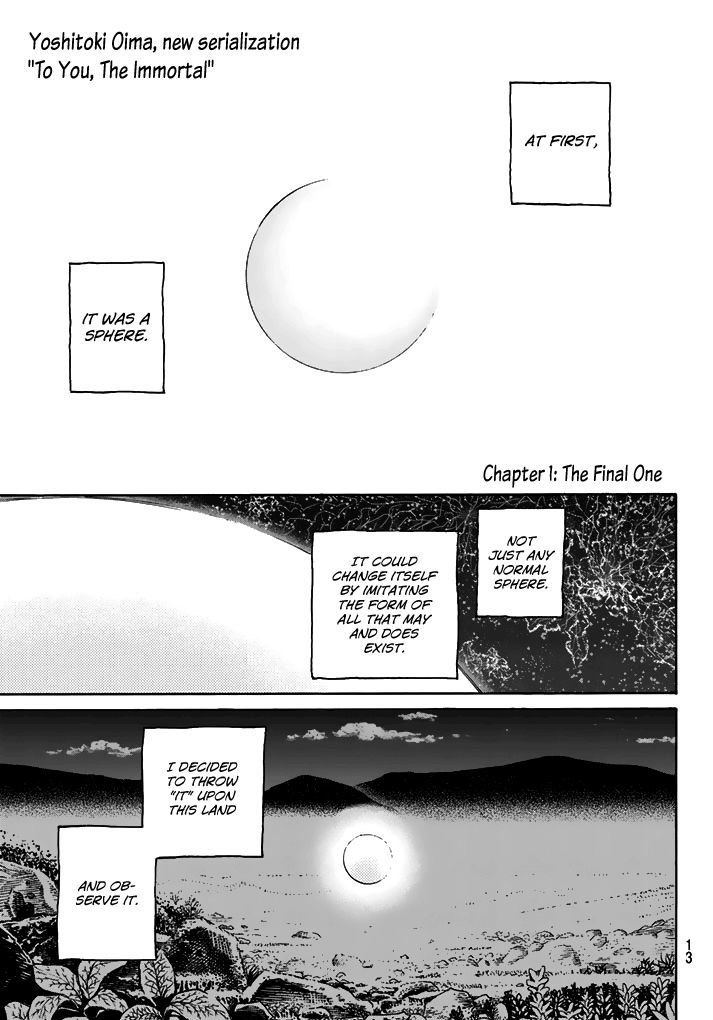 Yoshitoki Oima, new serialization
"To You, The Immortal"
AT FIRST,
IT WAS A
SPHERE.
Chapter 1: The Final One
NOT
JUST ANY
NORMAL
SPHERE.
IT COULD
CHANGE ITSELF
BY IMITATING
THE FORM OF
ALL THAT MAY
AND DOES
EXIST.
I DECIDED
TO THROW
"IT" UPON
THIS LAND
AND OB-
SERVE IT.
13